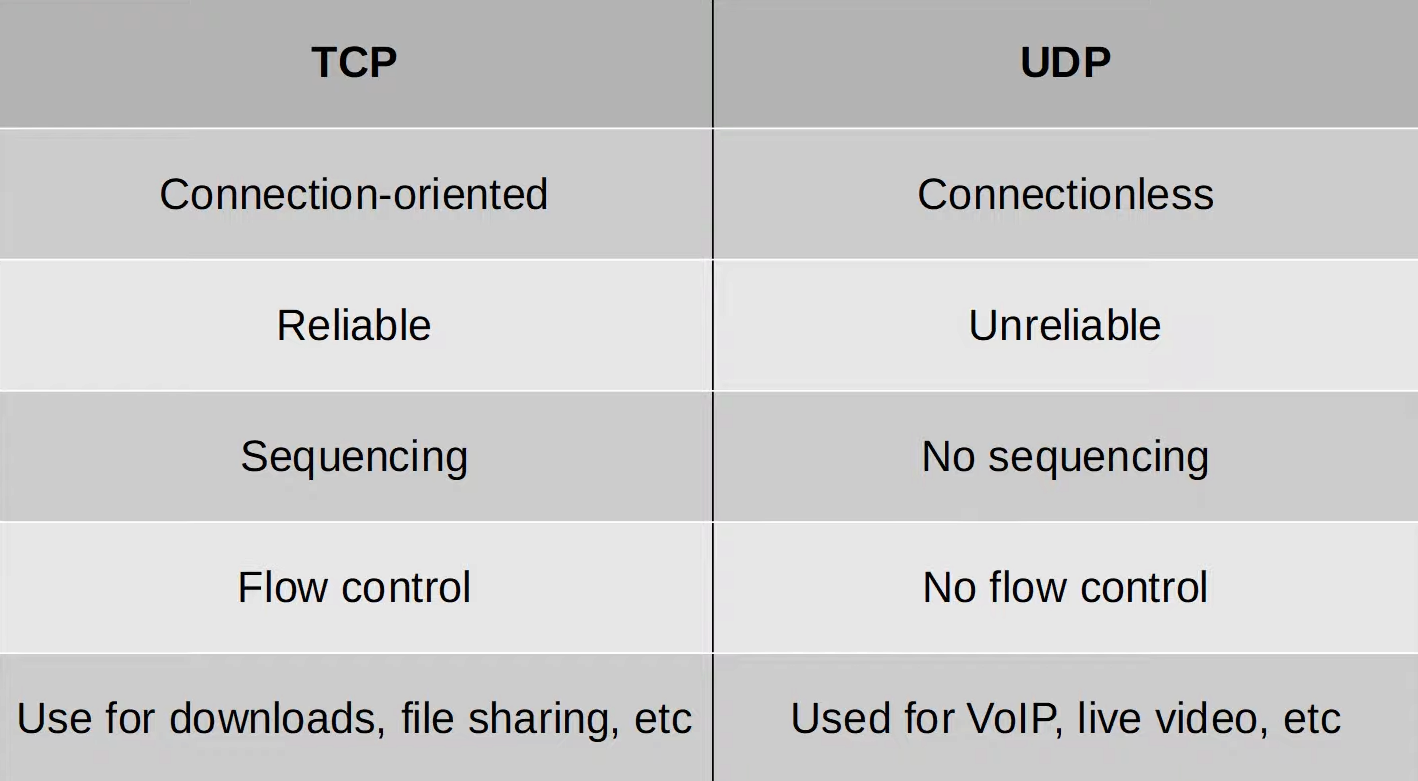 TCP UDP
Connection-oriented Connectionless
Reliable Unreliable
Sequencing No sequencing
Flow control No flow control
Use for downloads, file sharing, etc Used for VoIP, live video, etc